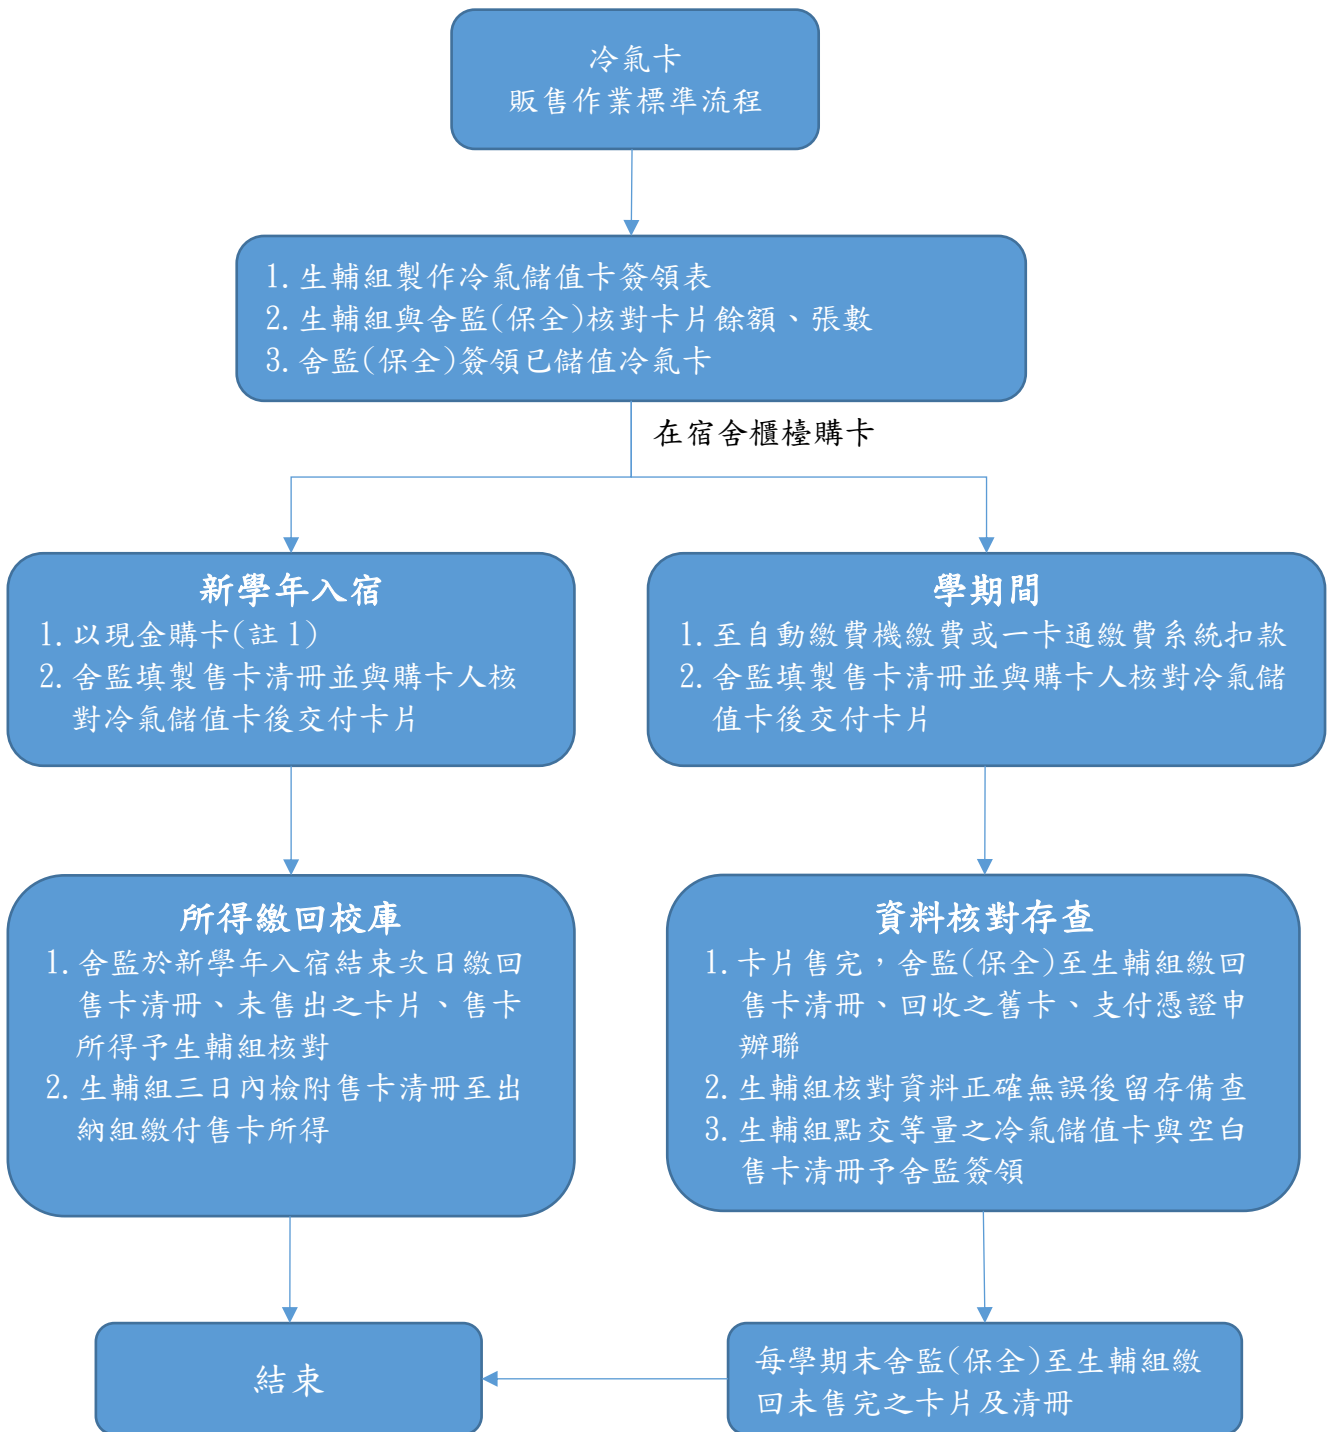 冷氣卡
販售作業標準流程
1. 生輔組製作冷氣儲值卡簽領表
2. 生輔組與舍監(保全)核對卡片餘額、張數
3. 舍監(保全)簽領已儲值冷氣卡
在宿舍櫃檯購卡
新學年入宿
1. 以現金購卡(註 1)
2. 舍監填製售卡清冊並與購卡人核
對冷氣儲值卡後交付卡片
學期間
1. 至自動繳費機繳費或一卡通繳費系統扣款
2. 舍監填製售卡清冊並與購卡人核對冷氣儲
值卡後交付卡片
所得繳回校庫
1. 舍監於新學年入宿結束次日繳回
售卡清冊、未售出之卡片、售卡
所得予生輔組核對
2. 生輔組三日內檢附售卡清冊至出
納組繳付售卡所得
資料核對存查
1. 卡片售完，舍監(保全)至生輔組繳回
售卡清冊、回收之舊卡、支付憑證申
辦聯
2. 生輔組核對資料正確無誤後留存備查
3. 生輔組點交等量之冷氣儲值卡與空白
售卡清冊予舍監簽領
結束
每學期末舍監(保全)至生輔組繳
回未售完之卡片及清冊